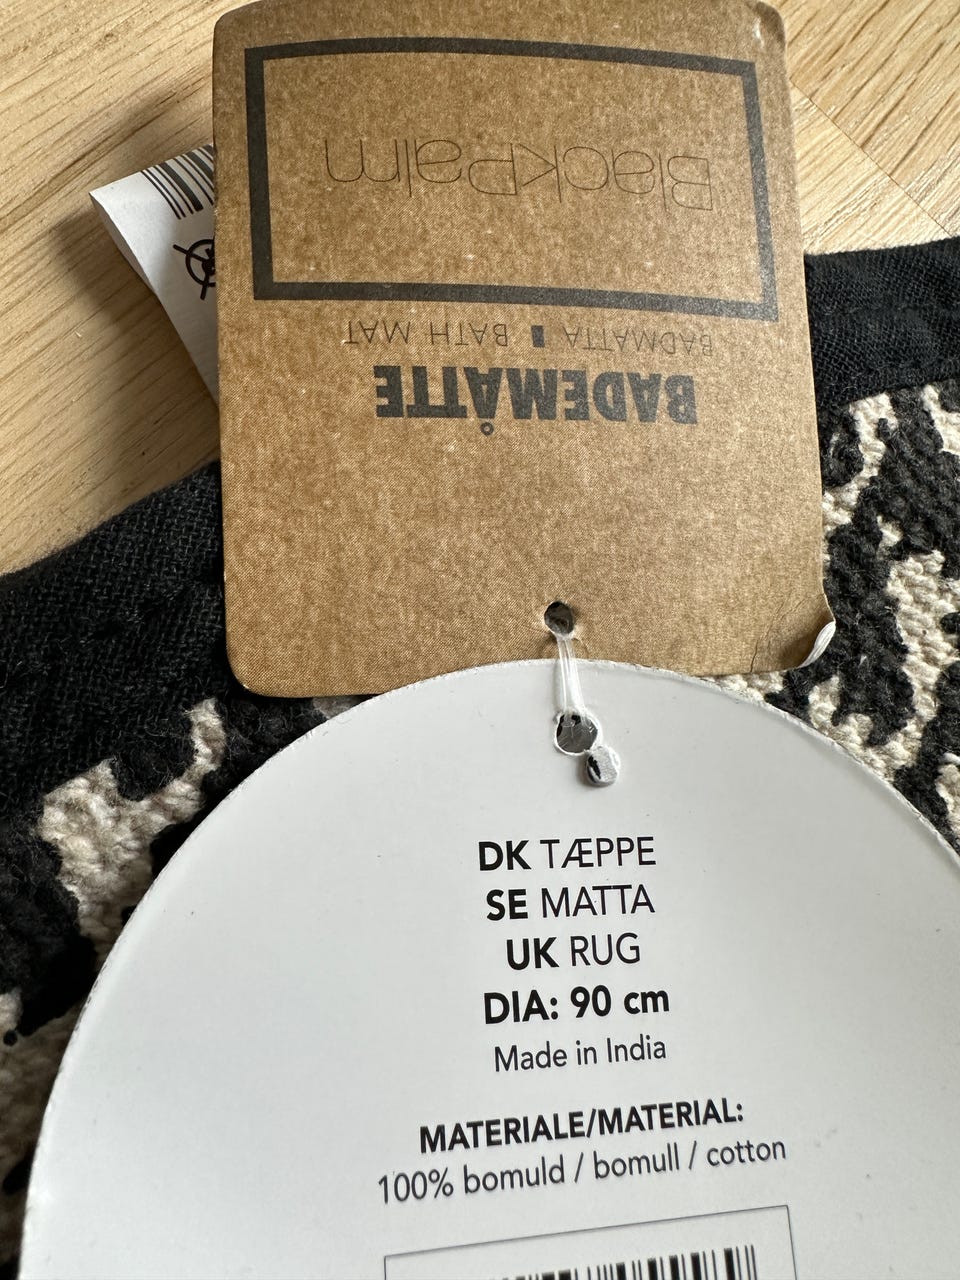 BlackPalm
BADMATTA ▮ BATH MAT
BADEMÅTTE
DK TÆPPE
SE MATTA
UK RUG
DIA: 90 cm
Made in India
MATERIALE/MATERIAL:
100% bomuld / bomull / cotton